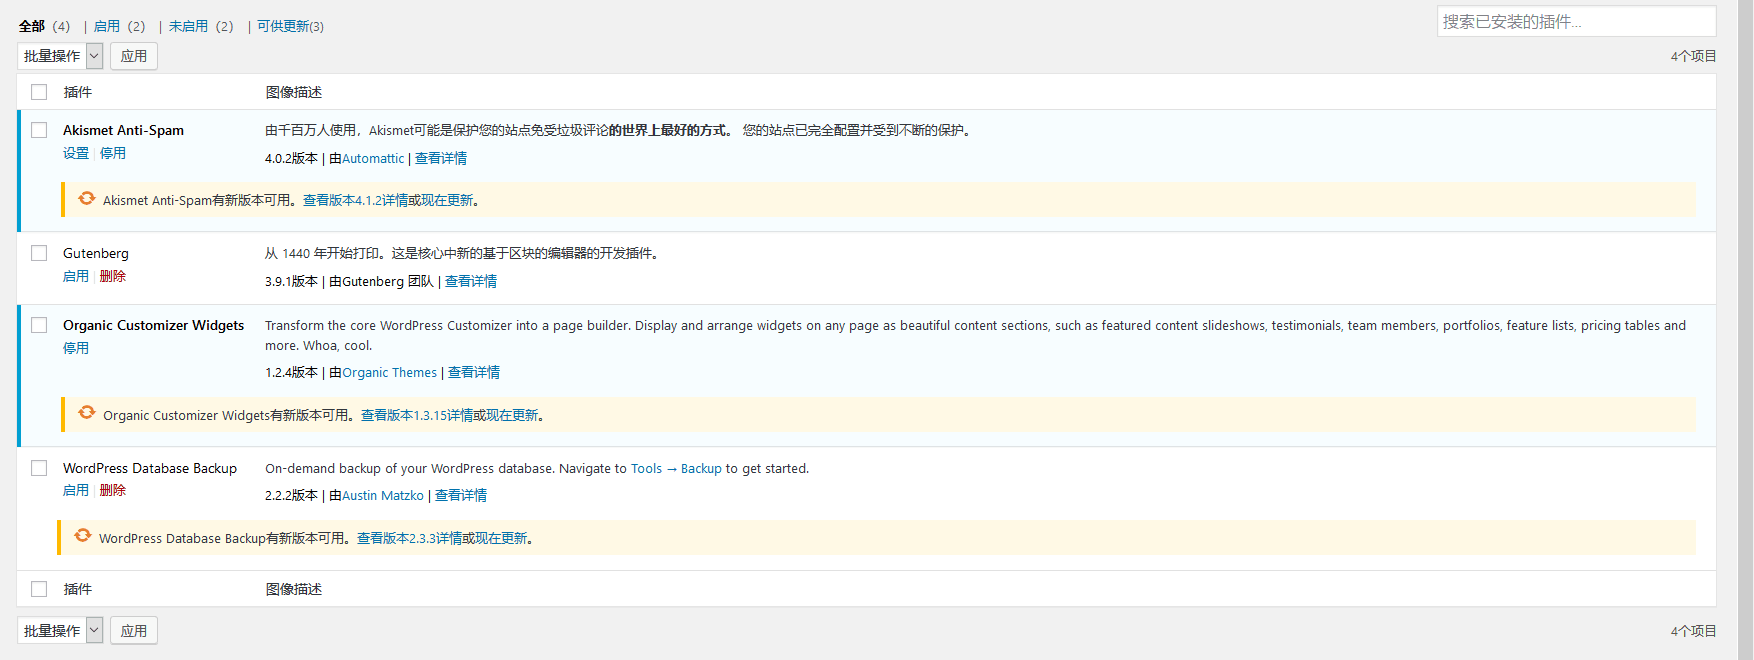 全部 (4) | 启用 (2) | 未启用 (2) | 可供更新(3)
搜索已安装的插件...
批量操作 应用
4个项目
插件 图像描述
Akismet Anti-Spam
设置 | 停用
由千百万人使用，Akismet可能是保护您的站点免受垃圾评论的世界上最好的方式。 您的站点已完全配置并受到不断的保护。
4.0.2版本 | 由Automattic | 查看详情
Akismet Anti-Spam有新版本可用。查看版本4.1.2详情或现在更新。
Gutenberg
启用 | 删除
从 1440 年开始打印。这是核心中新的基于区块的编辑器的开发插件。
3.9.1版本 | 由Gutenberg 团队 | 查看详情
Organic Customizer Widgets
停用
Transform the core WordPress Customizer into a page builder. Display and arrange widgets on any page as beautiful content sections, such as featured content slideshows, testimonials, team members, portfolios, feature lists, pricing tables and
more. Whoa, cool.
1.2.4版本 | 由Organic Themes | 查看详情
Organic Customizer Widgets有新版本可用。查看版本1.3.15详情或现在更新。
WordPress Database Backup
启用 | 删除
On-demand backup of your WordPress database. Navigate to Tools → Backup to get started.
2.2.2版本 | 由Austin Matzko | 查看详情
WordPress Database Backup有新版本可用。查看版本2.3.3详情或现在更新。
插件 图像描述
批量操作 应用
4个项目